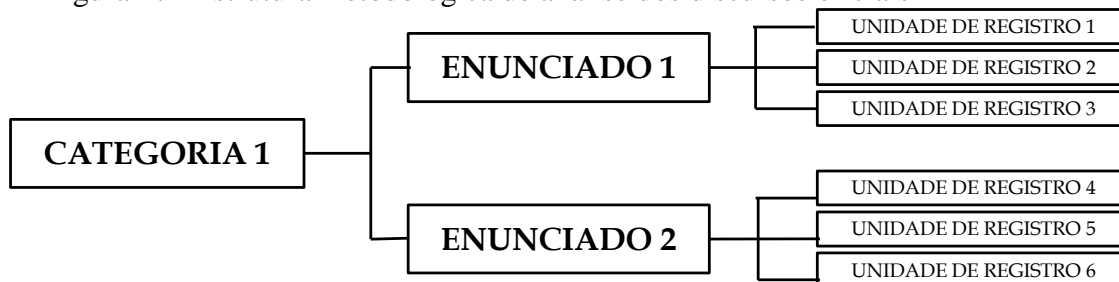 UNIDADE DE REGISTRO 1
ENUNCIADO 1
UNIDADE DE REGISTRO 2
UNIDADE DE REGISTRO 3
CATEGORIA 1
UNIDADE DE REGISTRO 4
ENUNCIADO 2
UNIDADE DE REGISTRO 5
UNIDADE DE REGISTRO 6